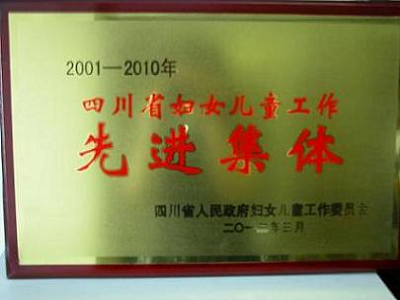 2001—2010年
四川省妇女儿童工作
先进集体
四川省人民政府妇女儿童工作委员会
二〇一二年三月